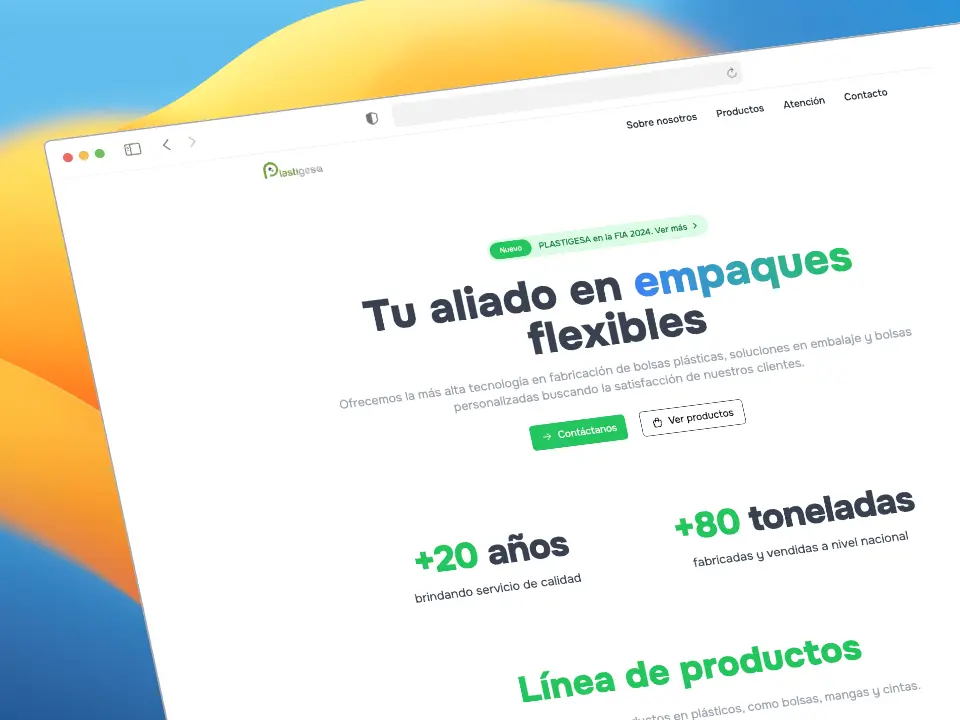 Sobre nosotros Productos Atención Contacto
Plastigesa
Nuevo PLASTIGESA en la FIA 2024. Ver más
Tu aliado en empaques
flexibles
Ofrecemos la más alta tecnología en fabricación de bolsas plásticas, soluciones en embalaje y bolsas
personalizadas buscando la satisfacción de nuestros clientes.
Contáctanos Ver productos
+20 años
brindando servicio de calidad
+80 toneladas
fabricadas y vendidas a nivel nacional
Línea de productos
en plásticos, como bolsas, mangas y cintas.